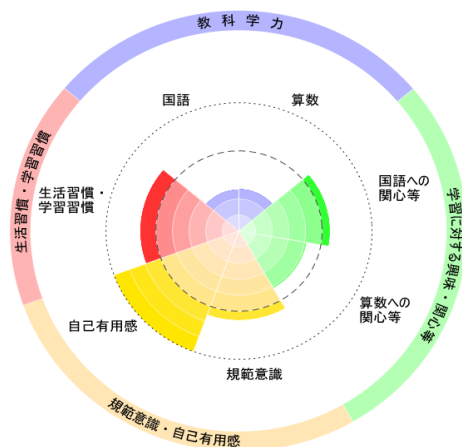 教科学力
国語
算数
国語への
関心等
学習に対する興味・関心等
算数への
関心等
規範意識
規範意識・自己有用感
自己有用感
生活習慣・
学習習慣
生活習慣・学習習慣